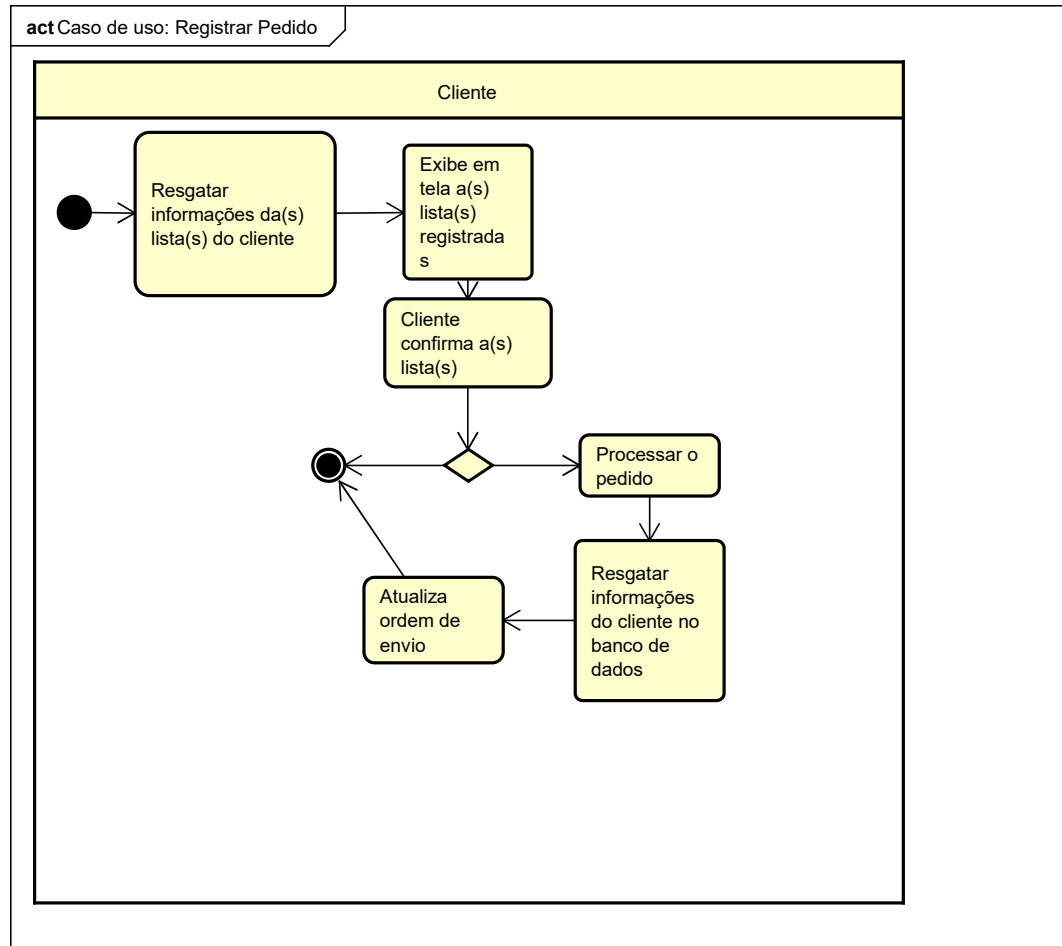 act Caso de uso: Registrar Pedido
Cliente
Resgatar
informações da(s)
lista(s) do cliente
Exibe em
tela a(s)
lista(s)
registrada
s
Cliente
confirma a(s)
lista(s)
Processar o
pedido
Resgatar
informações
do cliente no
banco de
dados
Atualiza
ordem de
envio